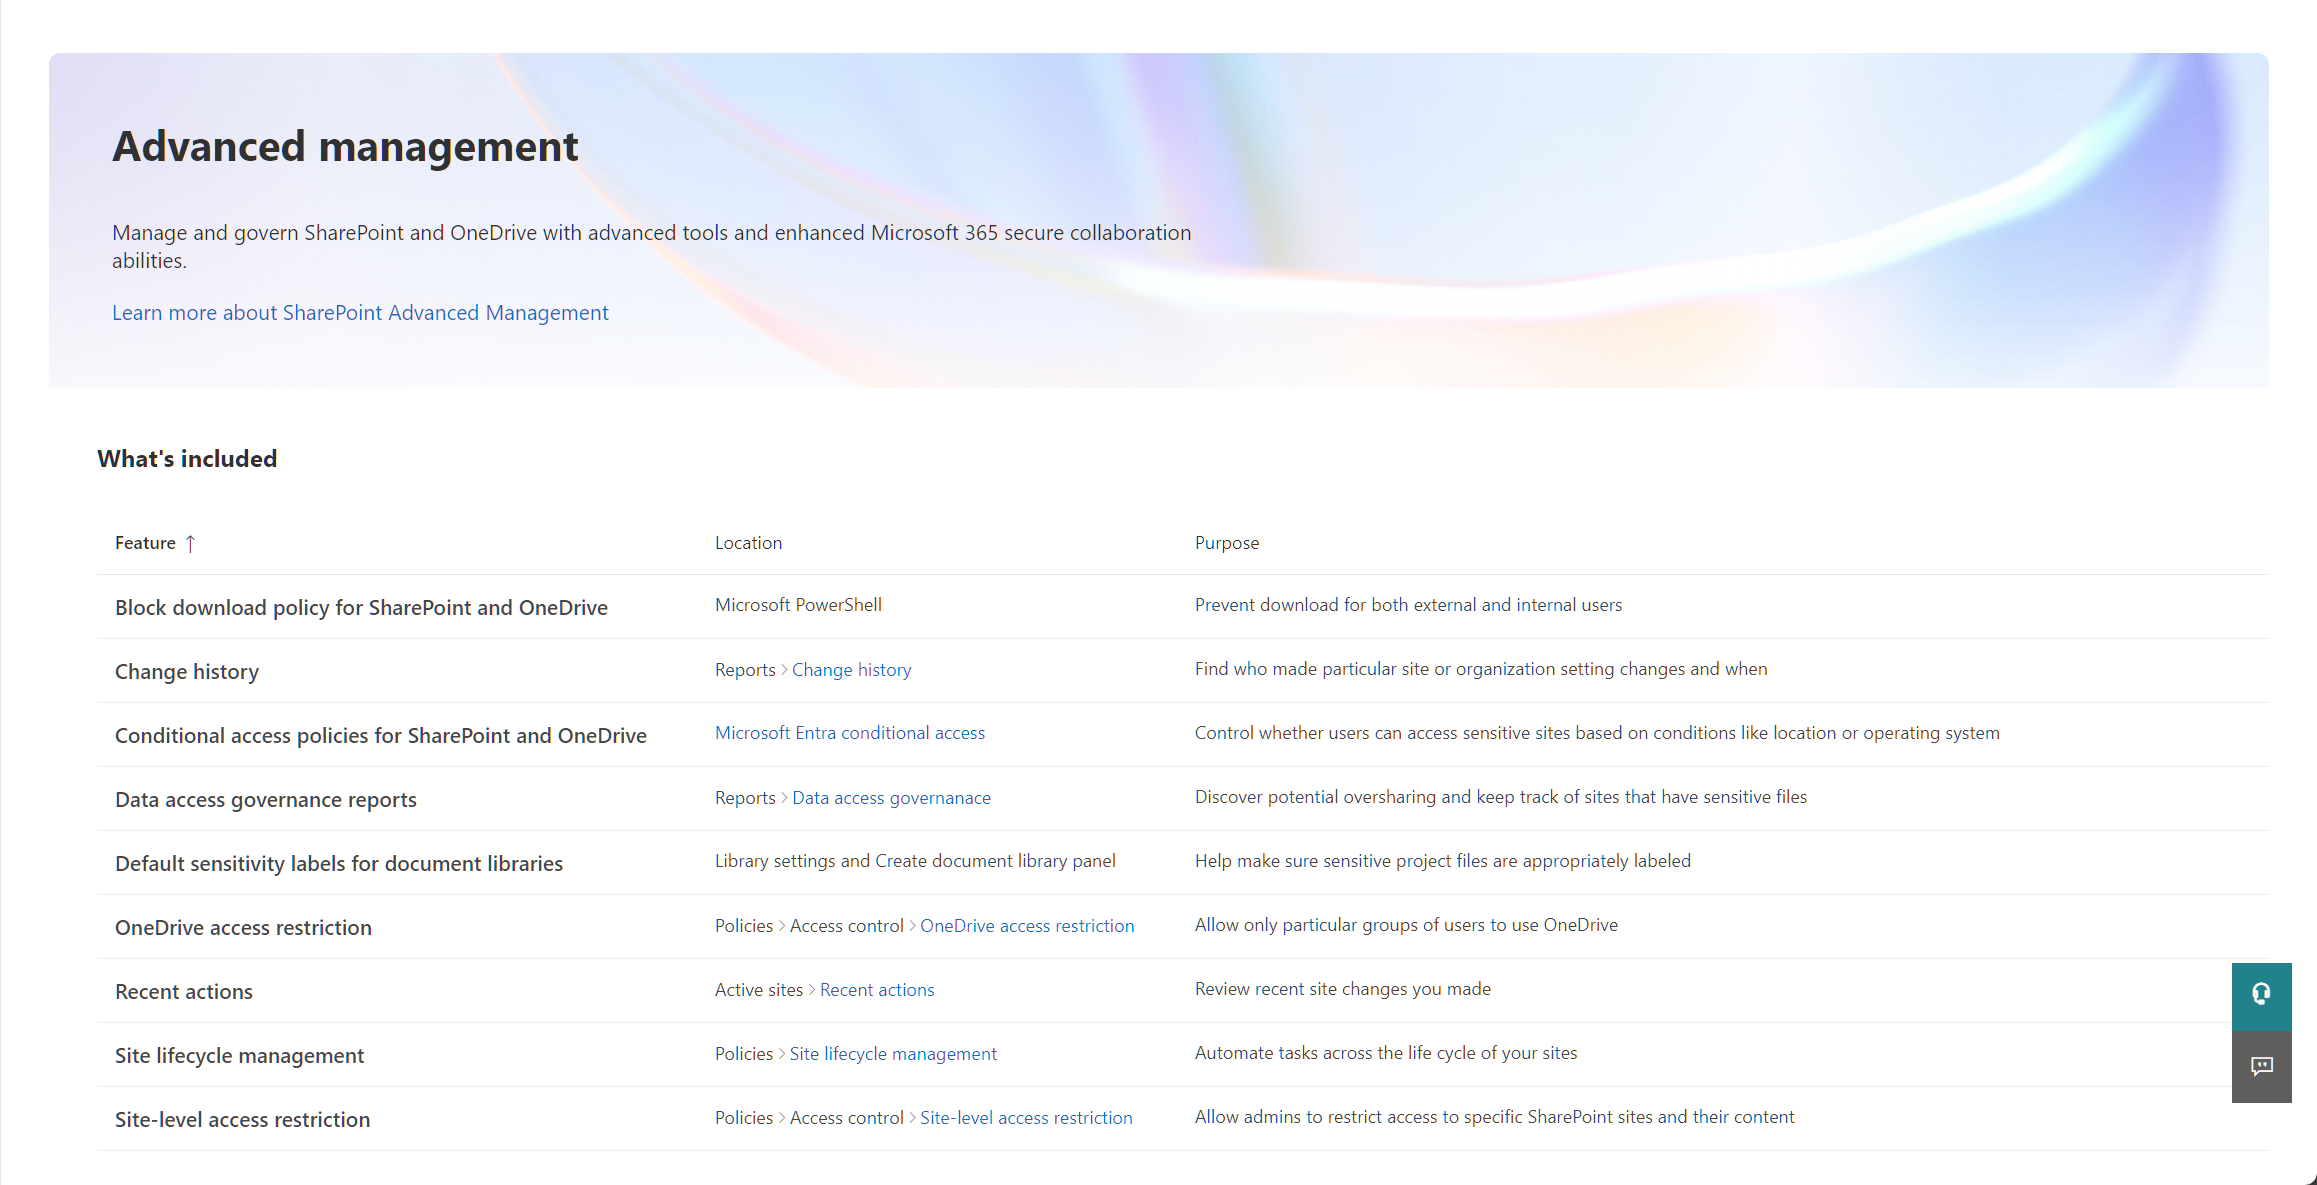 Advanced management
Manage and govern SharePoint and OneDrive with advanced tools and enhanced Microsoft 365 secure collaboration
abilities.
Learn more about SharePoint Advanced Management
What's included
Feature ↑ Location Purpose
Block download policy for SharePoint and OneDrive Microsoft PowerShell Prevent download for both external and internal users
Change history Reports > Change history Find who made particular site or organization setting changes and when
Conditional access policies for SharePoint and OneDrive Microsoft Entra conditional access Control whether users can access sensitive sites based on conditions like location or operating system
Data access governance reports Reports > Data access governanace Discover potential oversharing and keep track of sites that have sensitive files
Default sensitivity labels for document libraries Library settings and Create document library panel Help make sure sensitive project files are appropriately labeled
OneDrive access restriction Policies > Access control > OneDrive access restriction Allow only particular groups of users to use OneDrive
Recent actions Active sites > Recent actions Review recent site changes you made
Site lifecycle management Policies > Site lifecycle management Automate tasks across the life cycle of your sites
Site-level access restriction Policies > Access control > Site-level access restriction Allow admins to restrict access to specific SharePoint sites and their content